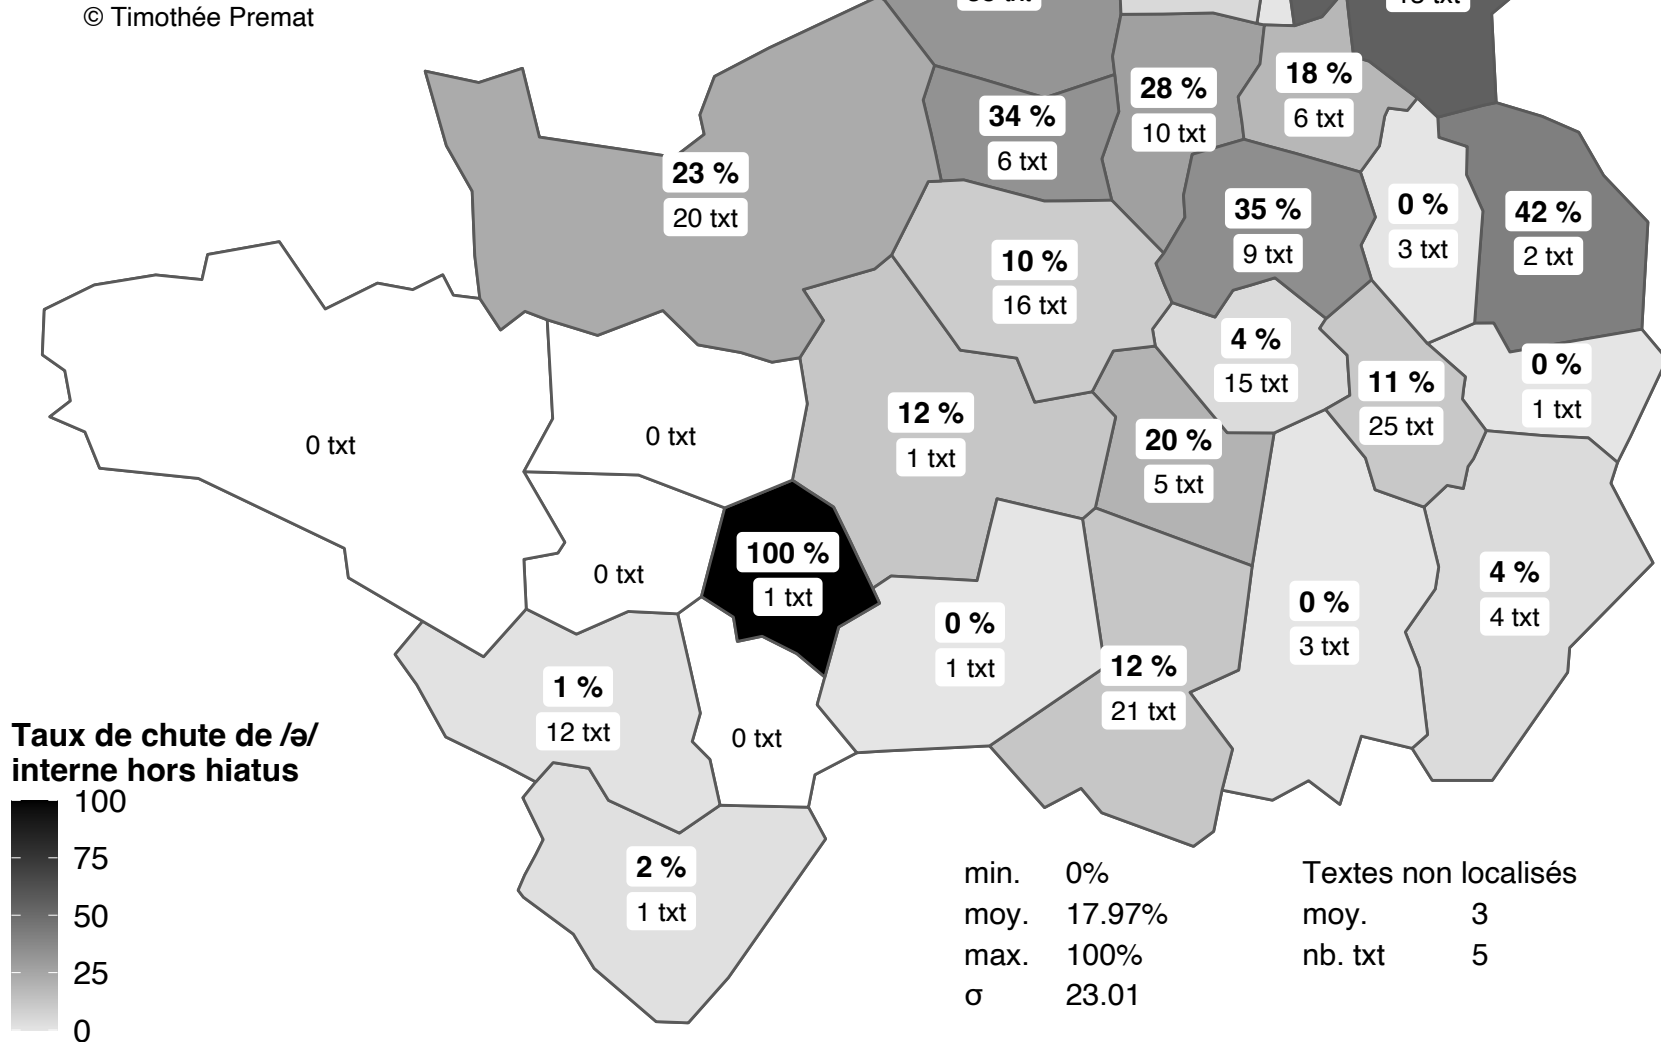 © Timothée Premat
18 %
6 txt
28 %
10 txt
34 %
6 txt
23 %
20 txt
35 %
9 txt
0 %
3 txt
42 %
2 txt
10 %
16 txt
4 %
15 txt
0 %
1 txt
11 %
25 txt
12 %
1 txt
20 %
5 txt
0 txt
0 txt
0 txt
100 %
1 txt
0 %
1 txt
0 %
3 txt
4 %
4 txt
12 %
21 txt
1 %
12 txt
0 txt
2 %
1 txt
Taux de chute de /ə/
interne hors hiatus
100
75
50
25
0
min. 0%
moy. 17.97%
max. 100%
σ 23.01
Textes non localisés
moy. 3
nb. txt 5